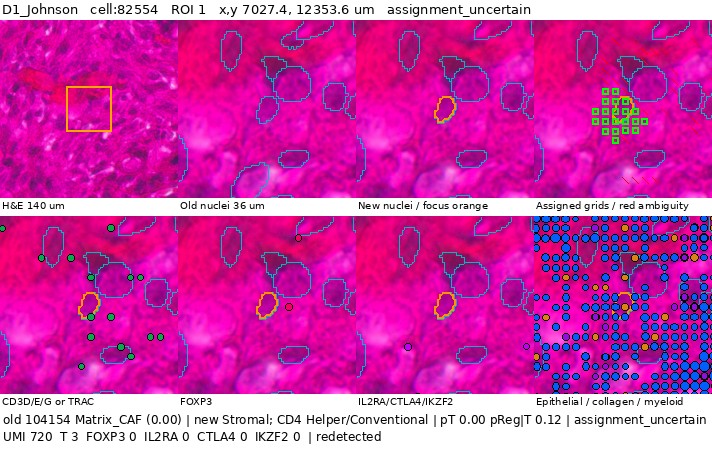 D1_Johnson   cell:82554   ROI 1   x,y 7027.4, 12353.6 um   assignment_uncertain
H&E 140 um
Old nuclei 36 um
New nuclei / focus orange
Assigned grids / red ambiguity
CD3D/E/G or TRAC
FOXP3
IL2RA/CTLA4/IKZF2
Epithelial / collagen / myeloid
old 104154 Matrix_CAF (0.00) | new Stromal; CD4 Helper/Conventional | pT 0.00 pReg|T 0.12 | assignment_uncertain
UMI 720  T 3  FOXP3 0  IL2RA 0  CTLA4 0  IKZF2 0  | redetected